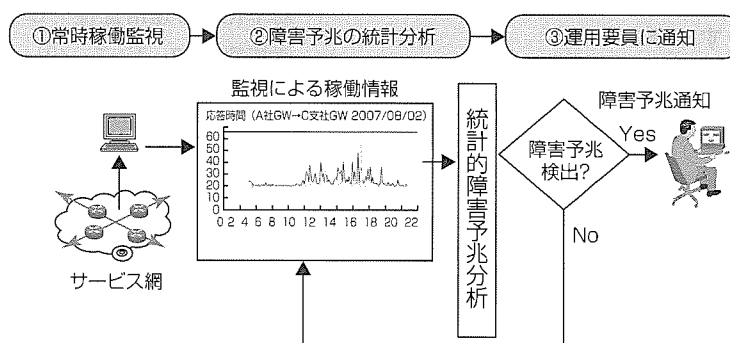 ①常時稼働監視
②障害予兆の統計分析
③運用要員に通知
監視による稼働情報
応答時間（A社GW→C支社GW 2007/08/02）
60
50
40
30
20
10
0
0 2 4 6 8 10 12 14 16 18 20 22
サービス網
統計的障害予兆分析
障害予兆
検出?
Yes
No
障害予兆通知